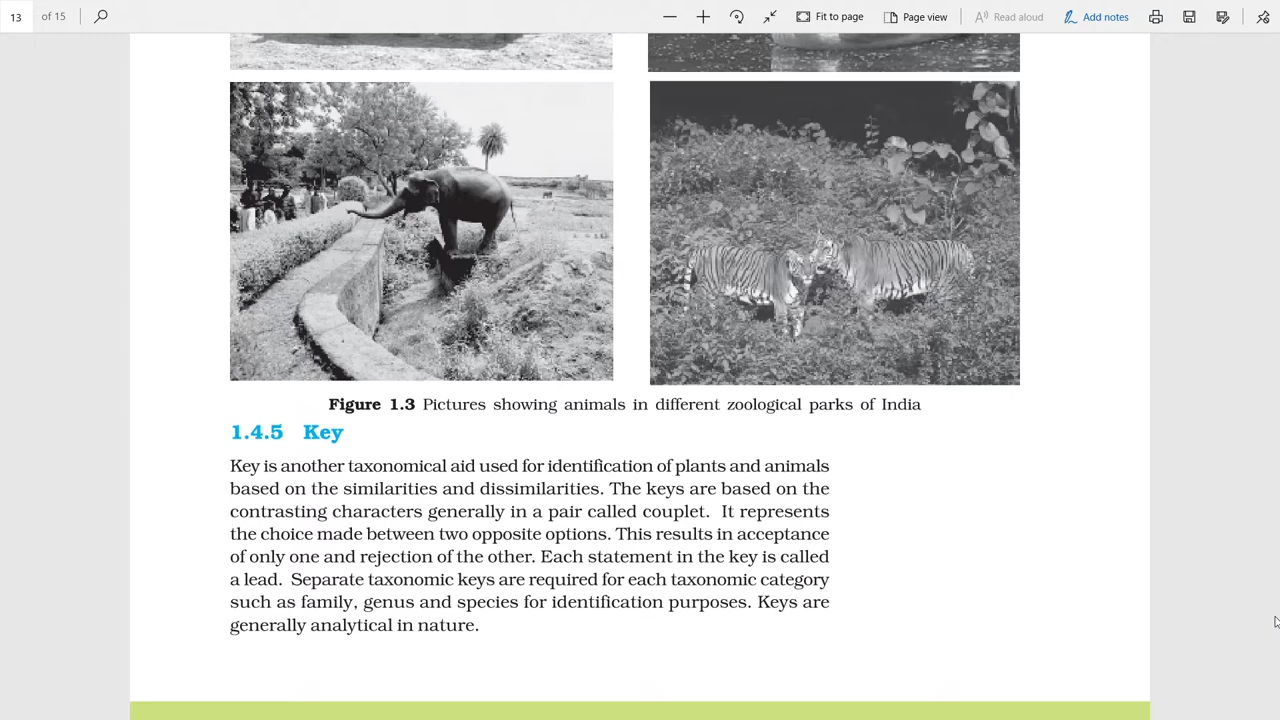 13 of 15 Fit to page Page view Read aloud Add notes
Figure 1.3 Pictures showing animals in different zoological parks of India
1.4.5 Key
Key is another taxonomical aid used for identification of plants and animals
based on the similarities and dissimilarities. The keys are based on the
contrasting characters generally in a pair called couplet. It represents
the choice made between two opposite options. This results in acceptance
of only one and rejection of the other. Each statement in the key is called
a lead. Separate taxonomic keys are required for each taxonomic category
such as family, genus and species for identification purposes. Keys are
generally analytical in nature.